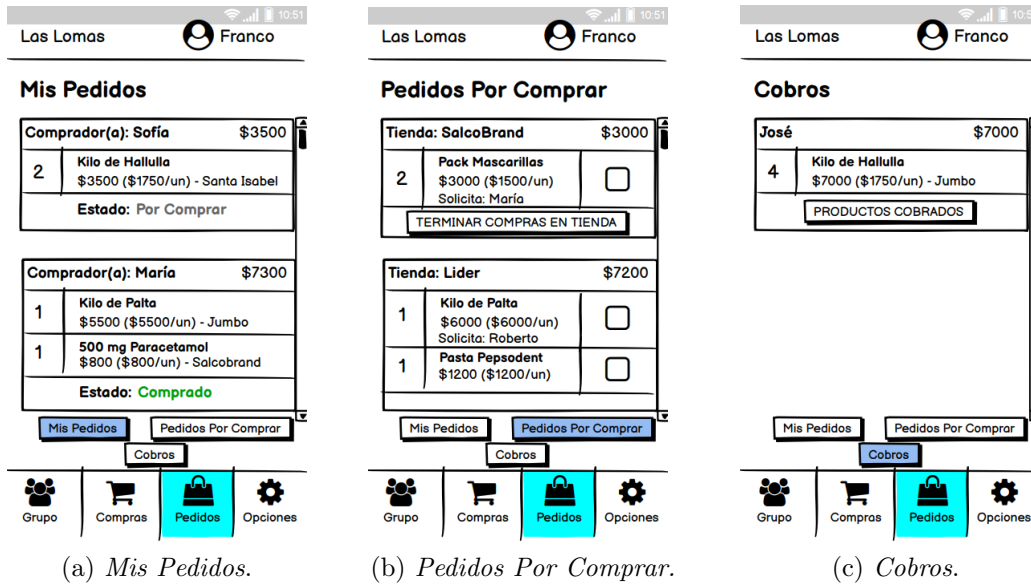 10:51
Las Lomas Franco
Mis Pedidos
Comprador(a): Sofía $3500
2 Kilo de Hallulla
$3500 ($1750/un) - Santa Isabel
Estado: Por Comprar
Comprador(a): María $7300
1 Kilo de Palta
$5500 ($5500/un) - Jumbo
1 500 mg Paracetamol
$800 ($800/un) - Salcobrand
Estado: Comprado
Mis Pedidos Pedidos Por Comprar
Cobros
Grupo Compras Pedidos Opciones
(a) Mis Pedidos.
10:51
Las Lomas Franco
Pedidos Por Comprar
Tienda: SalcoBrand $3000
2 Pack Mascarillas
$3000 ($1500/un)
Solicita: María
TERMINAR COMPRAS EN TIENDA
Tienda: Lider $7200
1 Kilo de Palta
$6000 ($6000/un)
Solicita: Roberto
1 Pasta Pepsodent
$1200 ($1200/un)
Mis Pedidos Pedidos Por Comprar
Cobros
Grupo Compras Pedidos Opciones
(b) Pedidos Por Comprar.
10:5
Las Lomas Franco
Cobros
José $7000
4 Kilo de Hallulla
$7000 ($1750/un) - Jumbo
PRODUCTOS COBRADOS
Mis Pedidos Pedidos Por Comprar
Cobros
Grupo Compras Pedidos Opciones
(c) Cobros.